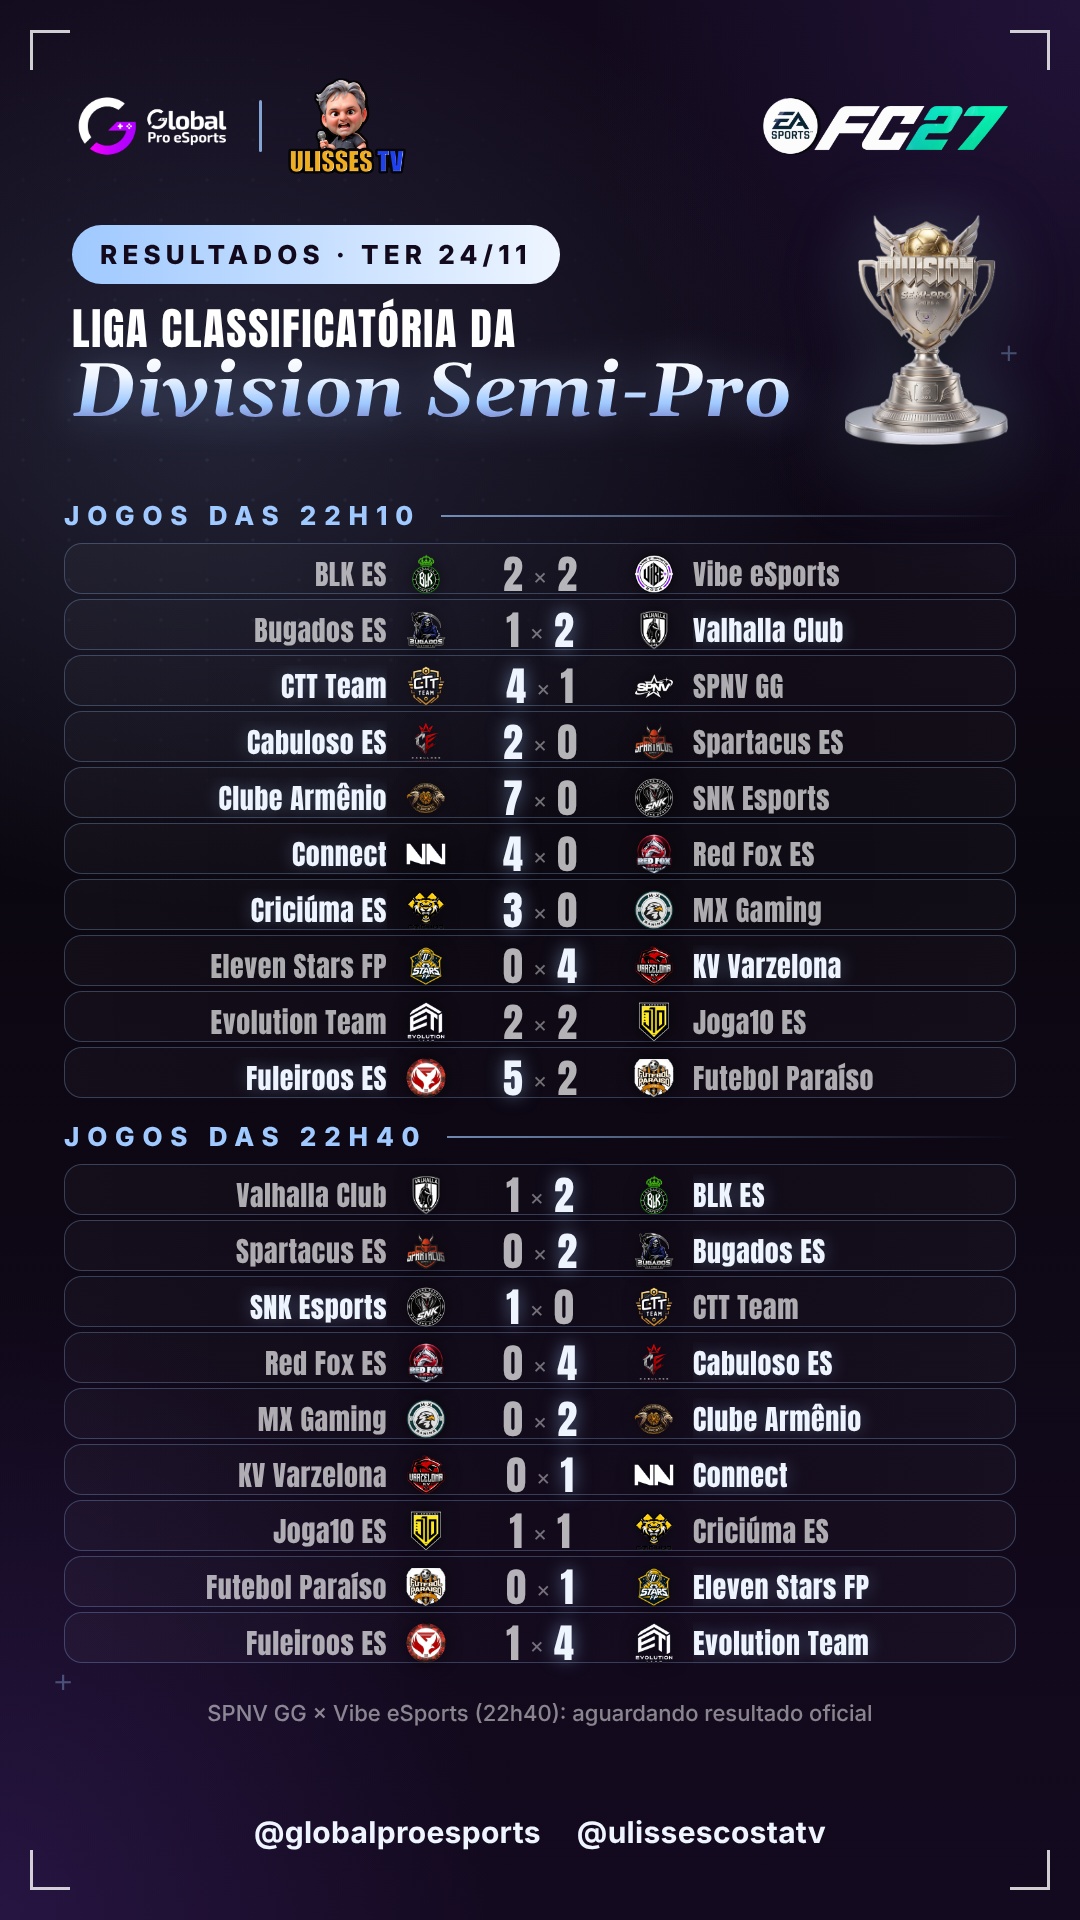 Global
Pro eSports
ULISSES TV
EA
SPORTS
FC27
RESULTADOS · TER 24/11
DIVISION
SEMI-PRO
LIGA CLASSIFICATÓRIA DA
Division Semi-Pro
JOGOS DAS 22H10
BLK ES 2 × 2 Vibe eSports
Bugados ES 1 × 2 Valhalla Club
CTT Team 4 × 1 SPNV GG
Cabuloso ES 2 × 0 Spartacus ES
Clube Armênio 7 × 0 SNK Esports
Connect 4 × 0 Red Fox ES
Criciúma ES 3 × 0 MX Gaming
Eleven Stars FP 0 × 4 KV Varzelona
Evolution Team 2 × 2 Joga10 ES
Fuleiroos ES 5 × 2 Futebol Paraíso
JOGOS DAS 22H40
Valhalla Club 1 × 2 BLK ES
Spartacus ES 0 × 2 Bugados ES
SNK Esports 1 × 0 CTT Team
Red Fox ES 0 × 4 Cabuloso ES
MX Gaming 0 × 2 Clube Armênio
KV Varzelona 0 × 1 Connect
Joga10 ES 1 × 1 Criciúma ES
Futebol Paraíso 0 × 1 Eleven Stars FP
Fuleiroos ES 1 × 4 Evolution Team
SPNV GG × Vibe eSports (22h40): aguardando resultado oficial
@globalproesports @ulissescostatv